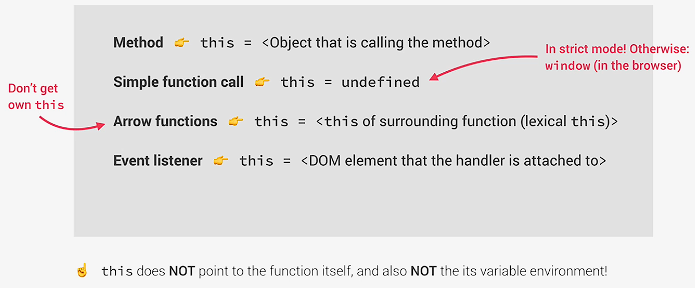 Method 👉 this = <Object that is calling the method>
In strict mode! Otherwise:
window (in the browser)
Simple function call 👉 this = undefined
Don't get
own this
Arrow functions 👉 this = <this of surrounding function (lexical this)>
Event listener 👉 this = <DOM element that the handler is attached to>
☝ this does NOT point to the function itself, and also NOT the its variable environment!